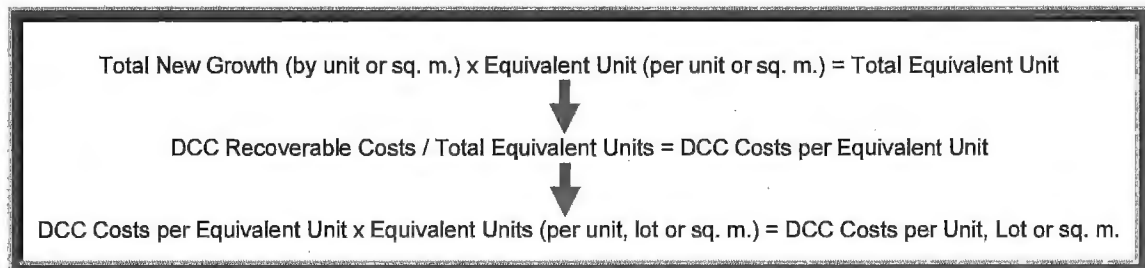 Total New Growth (by unit or sq. m.) x Equivalent Unit (per unit or sq. m.) = Total Equivalent Unit
DCC Recoverable Costs / Total Equivalent Units = DCC Costs per Equivalent Unit
DCC Costs per Equivalent Unit x Equivalent Units (per unit, lot or sq. m.) = DCC Costs per Unit, Lot or sq. m.